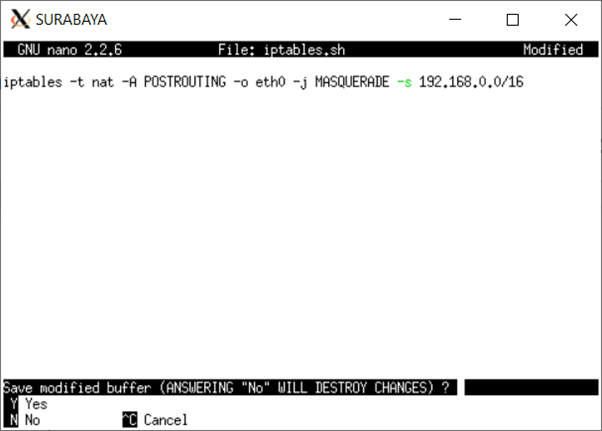 SURABAYA
GNU nano 2.2.6 File: iptables.sh Modified
iptables -t nat -A POSTROUTING -o eth0 -j MASQUERADE -s 192.168.0.0/16
Save modified buffer (ANSWERING "No" WILL DESTROY CHANGES) ?
Y Yes
N No ^C Cancel